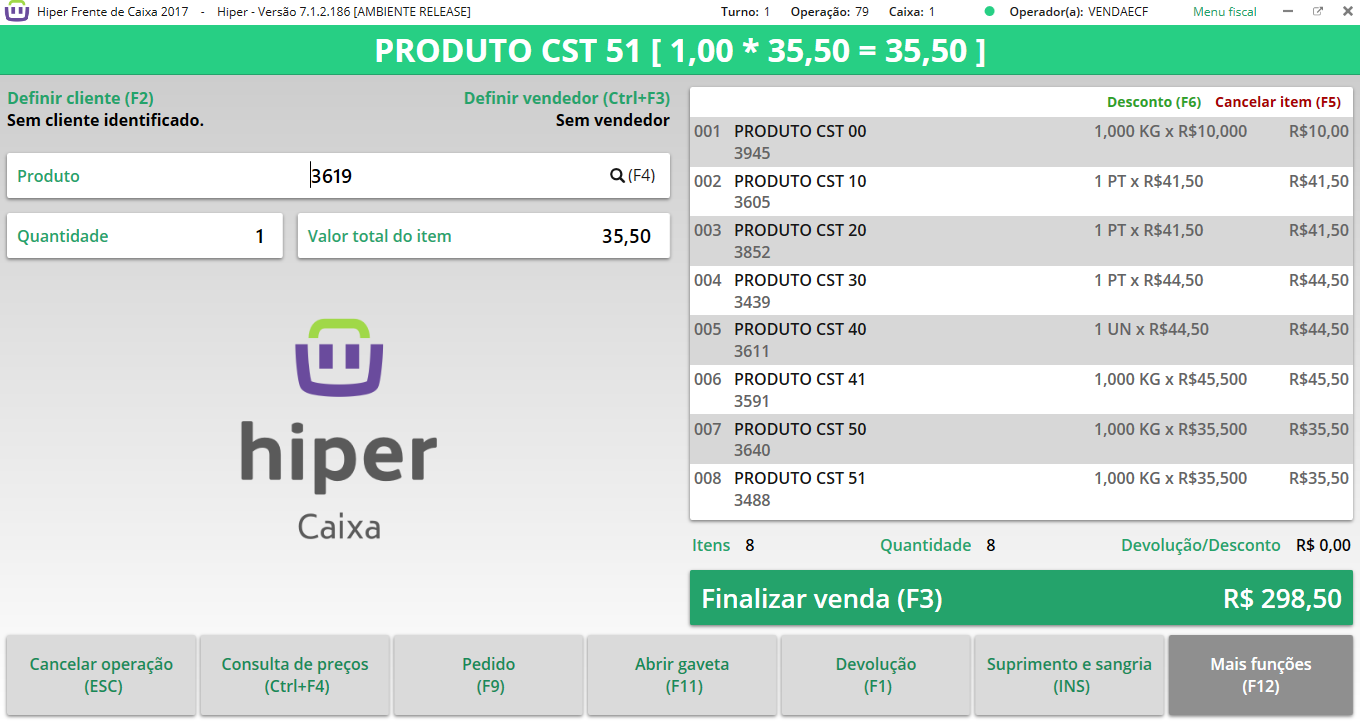 Hiper Frente de Caixa 2017 - Hiper - Versão 7.1.2.186 [AMBIENTE RELEASE] Turno: 1 Operação: 79 Caixa: 1 Operador(a): VENDAECF Menu fiscal
PRODUTO CST 51 [ 1,00 * 35,50 = 35,50 ]
Definir cliente (F2) Definir vendedor (Ctrl+F3)
Sem cliente identificado. Sem vendedor
Produto 3619 (F4)
Quantidade 1 Valor total do item 35,50
hiper
Caixa
Desconto (F6) Cancelar item (F5)
001 PRODUTO CST 00 1,000 KG x R$10,000 R$10,00
3945
002 PRODUTO CST 10 1 PT x R$41,50 R$41,50
3605
003 PRODUTO CST 20 1 PT x R$41,50 R$41,50
3852
004 PRODUTO CST 30 1 PT x R$44,50 R$44,50
3439
005 PRODUTO CST 40 1 UN x R$44,50 R$44,50
3611
006 PRODUTO CST 41 1,000 KG x R$45,500 R$45,50
3591
007 PRODUTO CST 50 1,000 KG x R$35,500 R$35,50
3640
008 PRODUTO CST 51 1,000 KG x R$35,500 R$35,50
3488
Itens 8 Quantidade 8 Devolução/Desconto R$ 0,00
Finalizar venda (F3) R$ 298,50
Cancelar operação (ESC)
Consulta de preços (Ctrl+F4)
Pedido (F9)
Abrir gaveta (F11)
Devolução (F1)
Suprimento e sangria (INS)
Mais funções (F12)